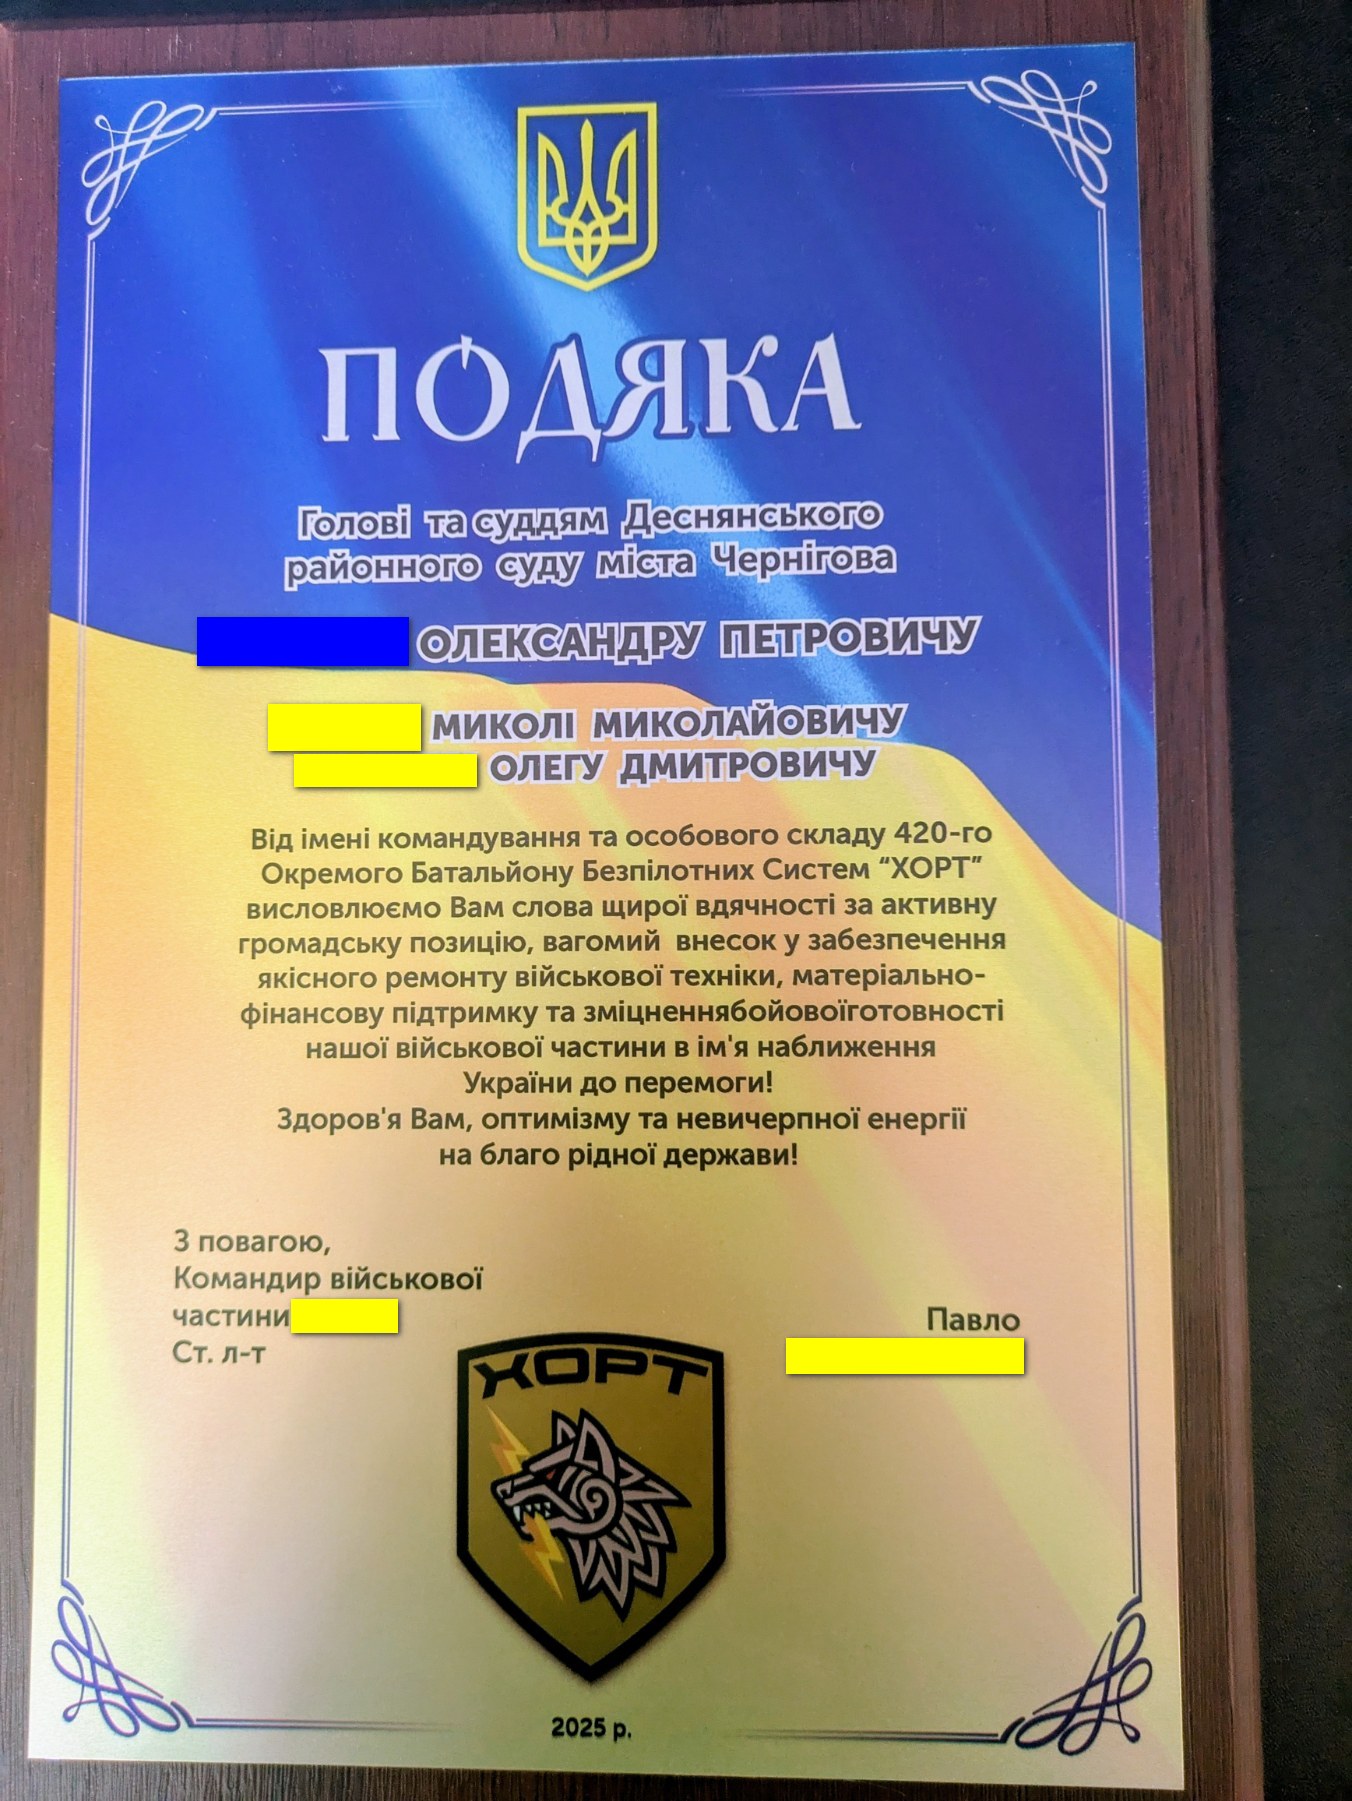 ПОДЯКА
Голові та суддям Деснянського
районного суду міста Чернігова
ОЛЕКСАНДРУ ПЕТРОВИЧУ
МИКОЛІ МИКОЛАЙОВИЧУ
ОЛЕГУ ДМИТРОВИЧУ
Від імені командування та особового складу 420-го
Окремого Батальйону Безпілотних Систем “ХОРТ”
висловлюємо Вам слова щирої вдячності за активну
громадську позицію, вагомий внесок у забезпечення
якісного ремонту військової техніки, матеріально-
фінансову підтримку та зміцненнябойовоїготовності
нашої військової частини в ім'я наближення
України до перемоги!
Здоров'я Вам, оптимізму та невичерпної енергії
на благо рідної держави!
З повагою,
Командир військової
частини
Ст. л-т
Павло
ХОРТ
2025 р.